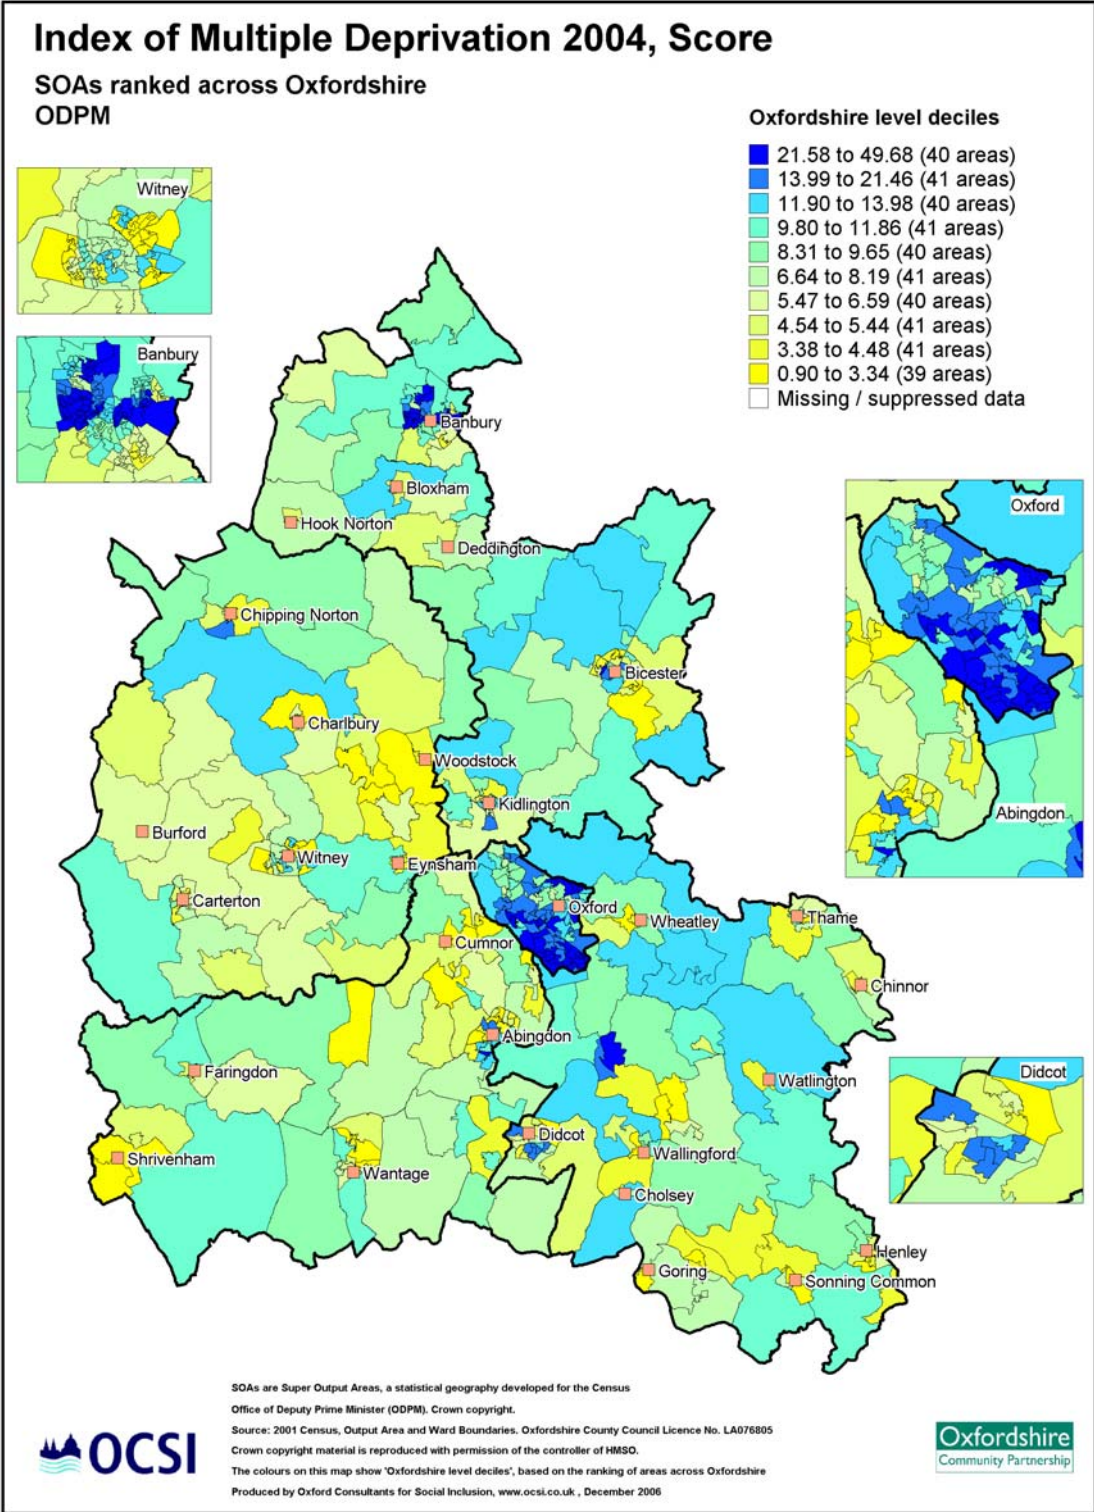 Index of Multiple Deprivation 2004, Score
SOAs ranked across Oxfordshire
ODPM
Oxfordshire level deciles
21.58 to 49.68 (40 areas)
13.99 to 21.46 (41 areas)
11.90 to 13.98 (40 areas)
9.80 to 11.86 (41 areas)
8.31 to 9.65 (40 areas)
6.64 to 8.19 (41 areas)
5.47 to 6.59 (40 areas)
4.54 to 5.44 (41 areas)
3.38 to 4.48 (41 areas)
0.90 to 3.34 (39 areas)
Missing / suppressed data
Witney
Banbury
Banbury
Bloxham
Hook Norton
Deddington
Oxford
Abingdon
Chipping Norton
Bicester
Charlbury
Woodstock
Kidlington
Burford
Witney
Eynsham
Carterton
Oxford
Wheatley
Thame
Cumnor
Chinnor
Abingdon
Faringdon
Watlington
Didcot
Didcot
Shrivenham
Wallingford
Wantage
Cholsey
Henley
Goring
Sonning Common
SOAs are Super Output Areas, a statistical geography developed for the Census
Office of Deputy Prime Minister (ODPM). Crown copyright.
Source: 2001 Census, Output Area and Ward Boundaries. Oxfordshire County Council Licence No. LA076805
Crown copyright material is reproduced with permission of the controller of HMSO.
The colours on this map show 'Oxfordshire level deciles', based on the ranking of areas across Oxfordshire
Produced by Oxford Consultants for Social Inclusion, www.ocsi.co.uk , December 2006
OCSI
Oxfordshire
Community Partnership